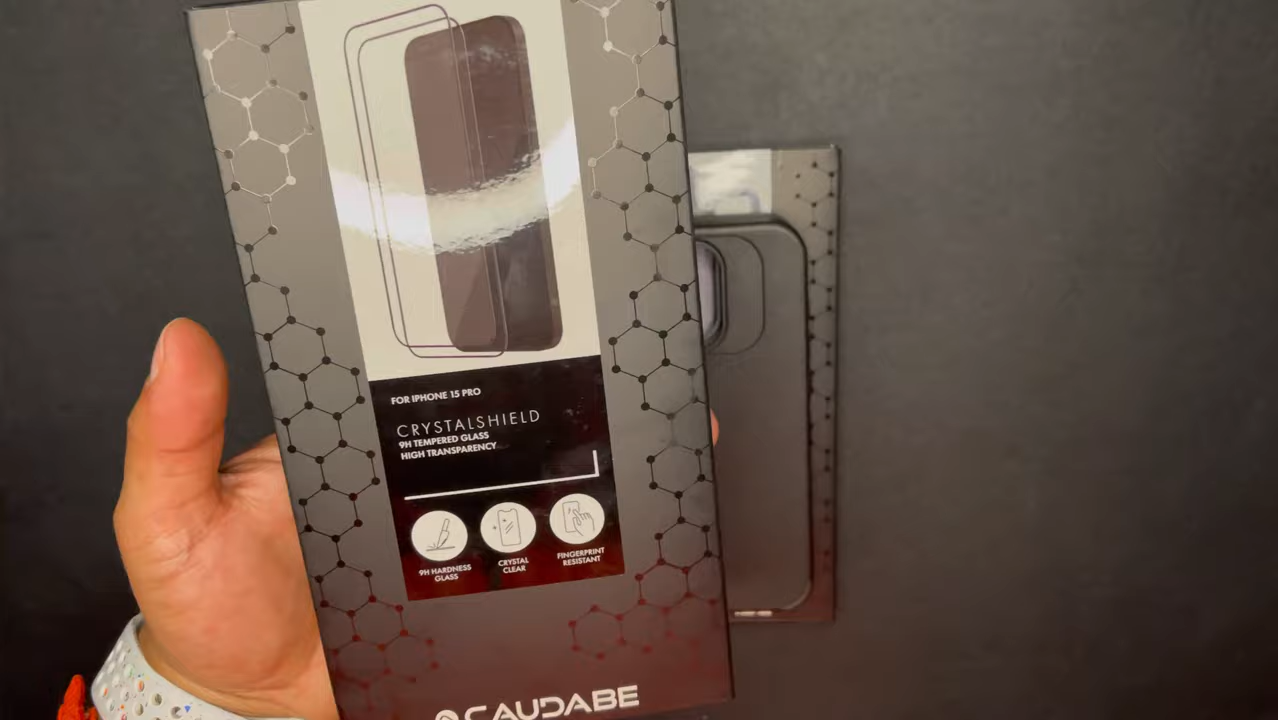 FOR IPHONE 15 PRO
CRYSTALSHIELD
9H TEMPERED GLASS
HIGH TRANSPARENCY
9H HARDNESS
GLASS
CRYSTAL
CLEAR
FINGERPRINT
RESISTANT
CAUDABE